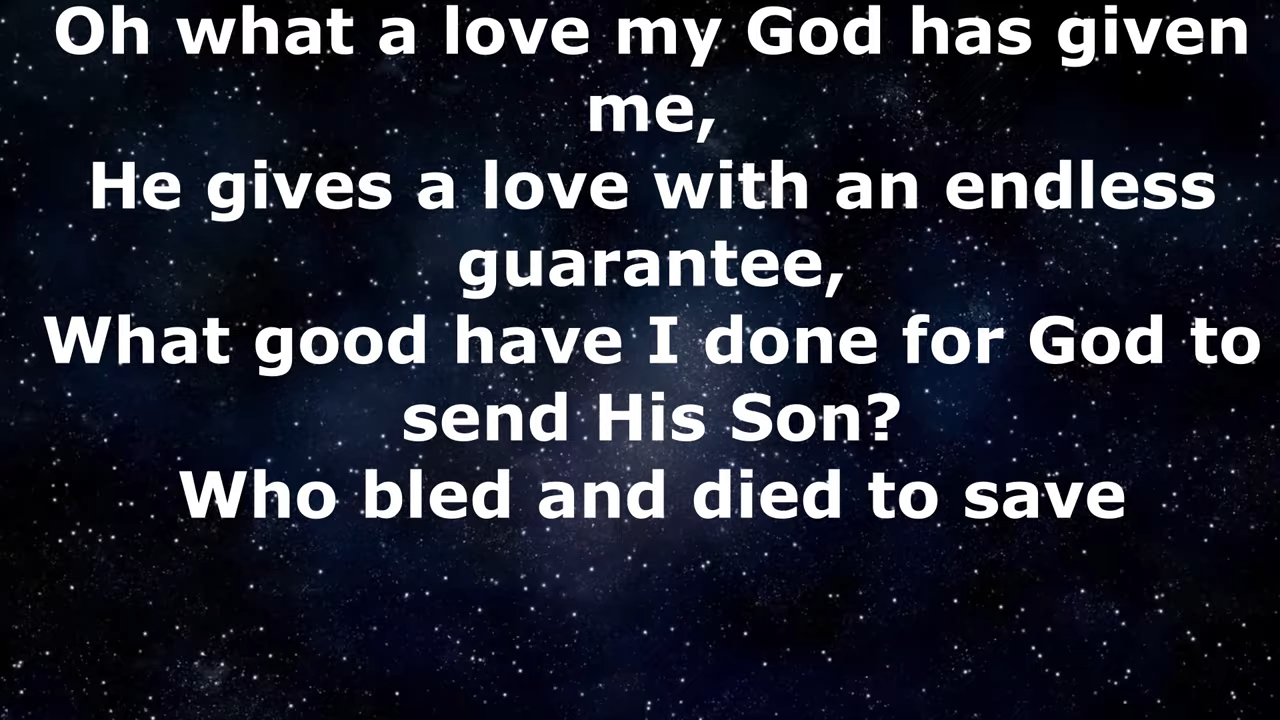 Oh what a love my God has given
me,
He gives a love with an endless
guarantee,
What good have I done for God to
send His Son?
Who bled and died to save